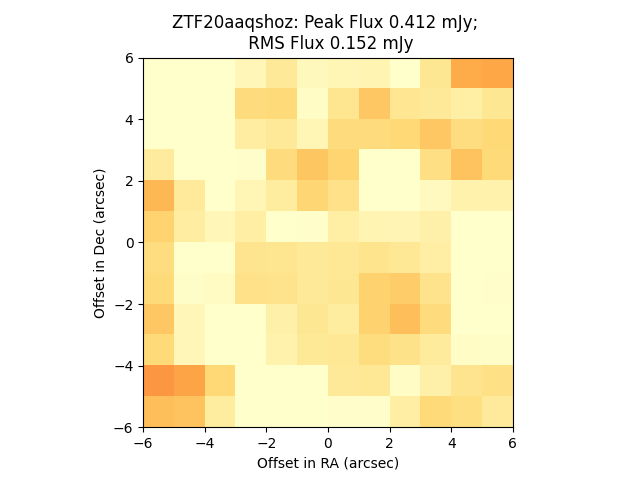 ZTF20aaqshoz: Peak Flux 0.412 mJy;
RMS Flux 0.152 mJy
6
4
2
0
−2
−4
−6
Offset in Dec (arcsec)
−6 −4 −2 0 2 4 6
Offset in RA (arcsec)